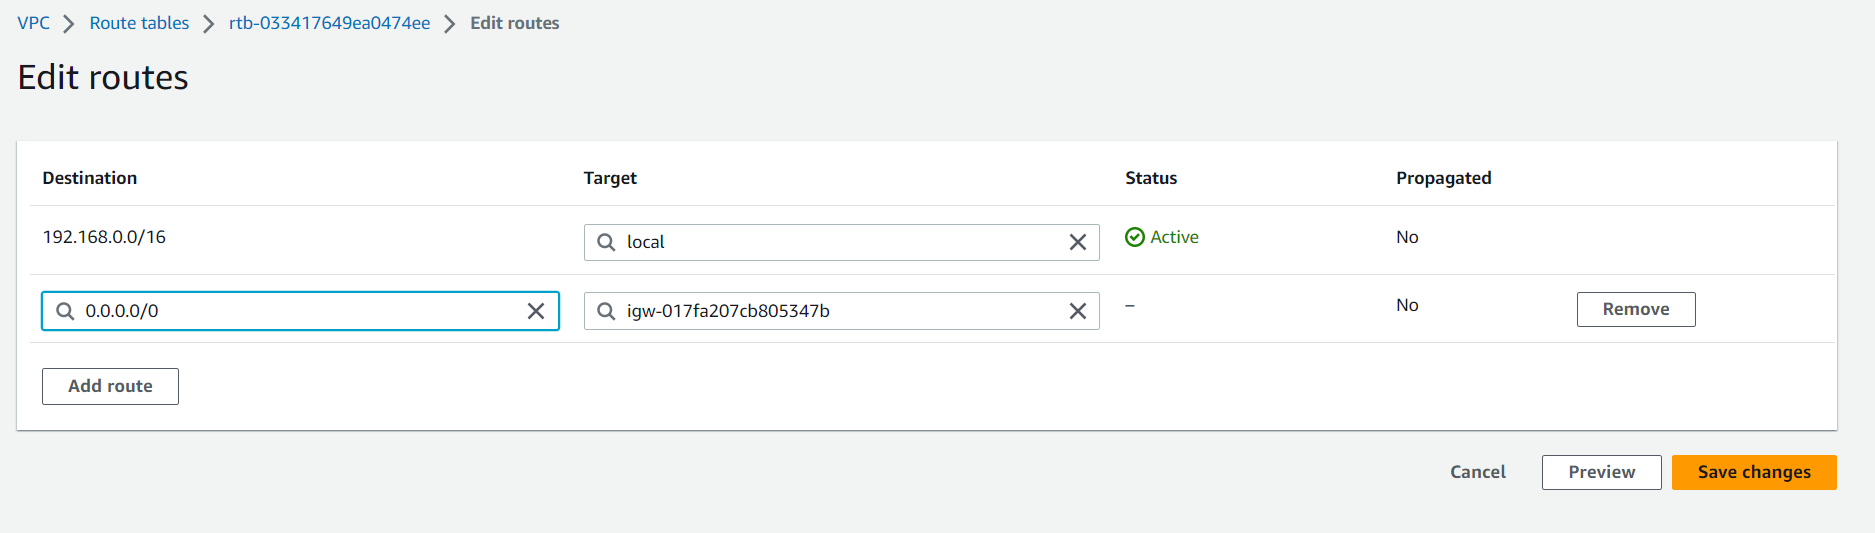 VPC > Route tables > rtb-033417649ea0474ee > Edit routes
Edit routes
Destination Target Status Propagated
192.168.0.0/16 local Active No
0.0.0.0/0 igw-017fa207cb805347b – No Remove
Add route
Cancel Preview Save changes